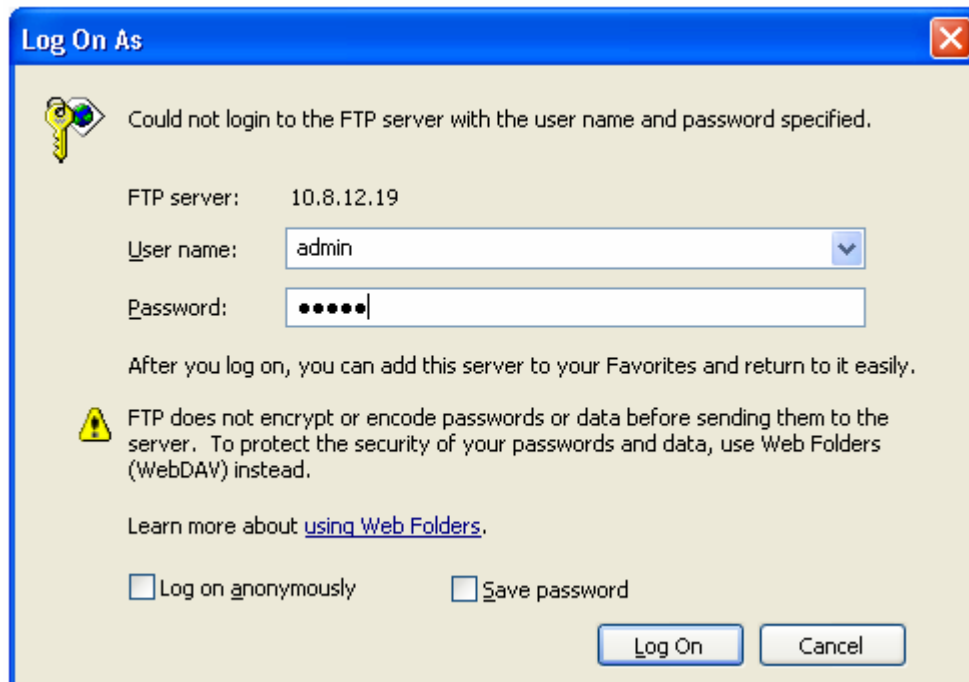 Log On As
Could not login to the FTP server with the user name and password specified.
FTP server: 10.8.12.19
User name: admin
Password: ●●●●●
After you log on, you can add this server to your Favorites and return to it easily.
FTP does not encrypt or encode passwords or data before sending them to the
server. To protect the security of your passwords and data, use Web Folders
(WebDAV) instead.
Learn more about using Web Folders.
Log on anonymously Save password
Log On Cancel